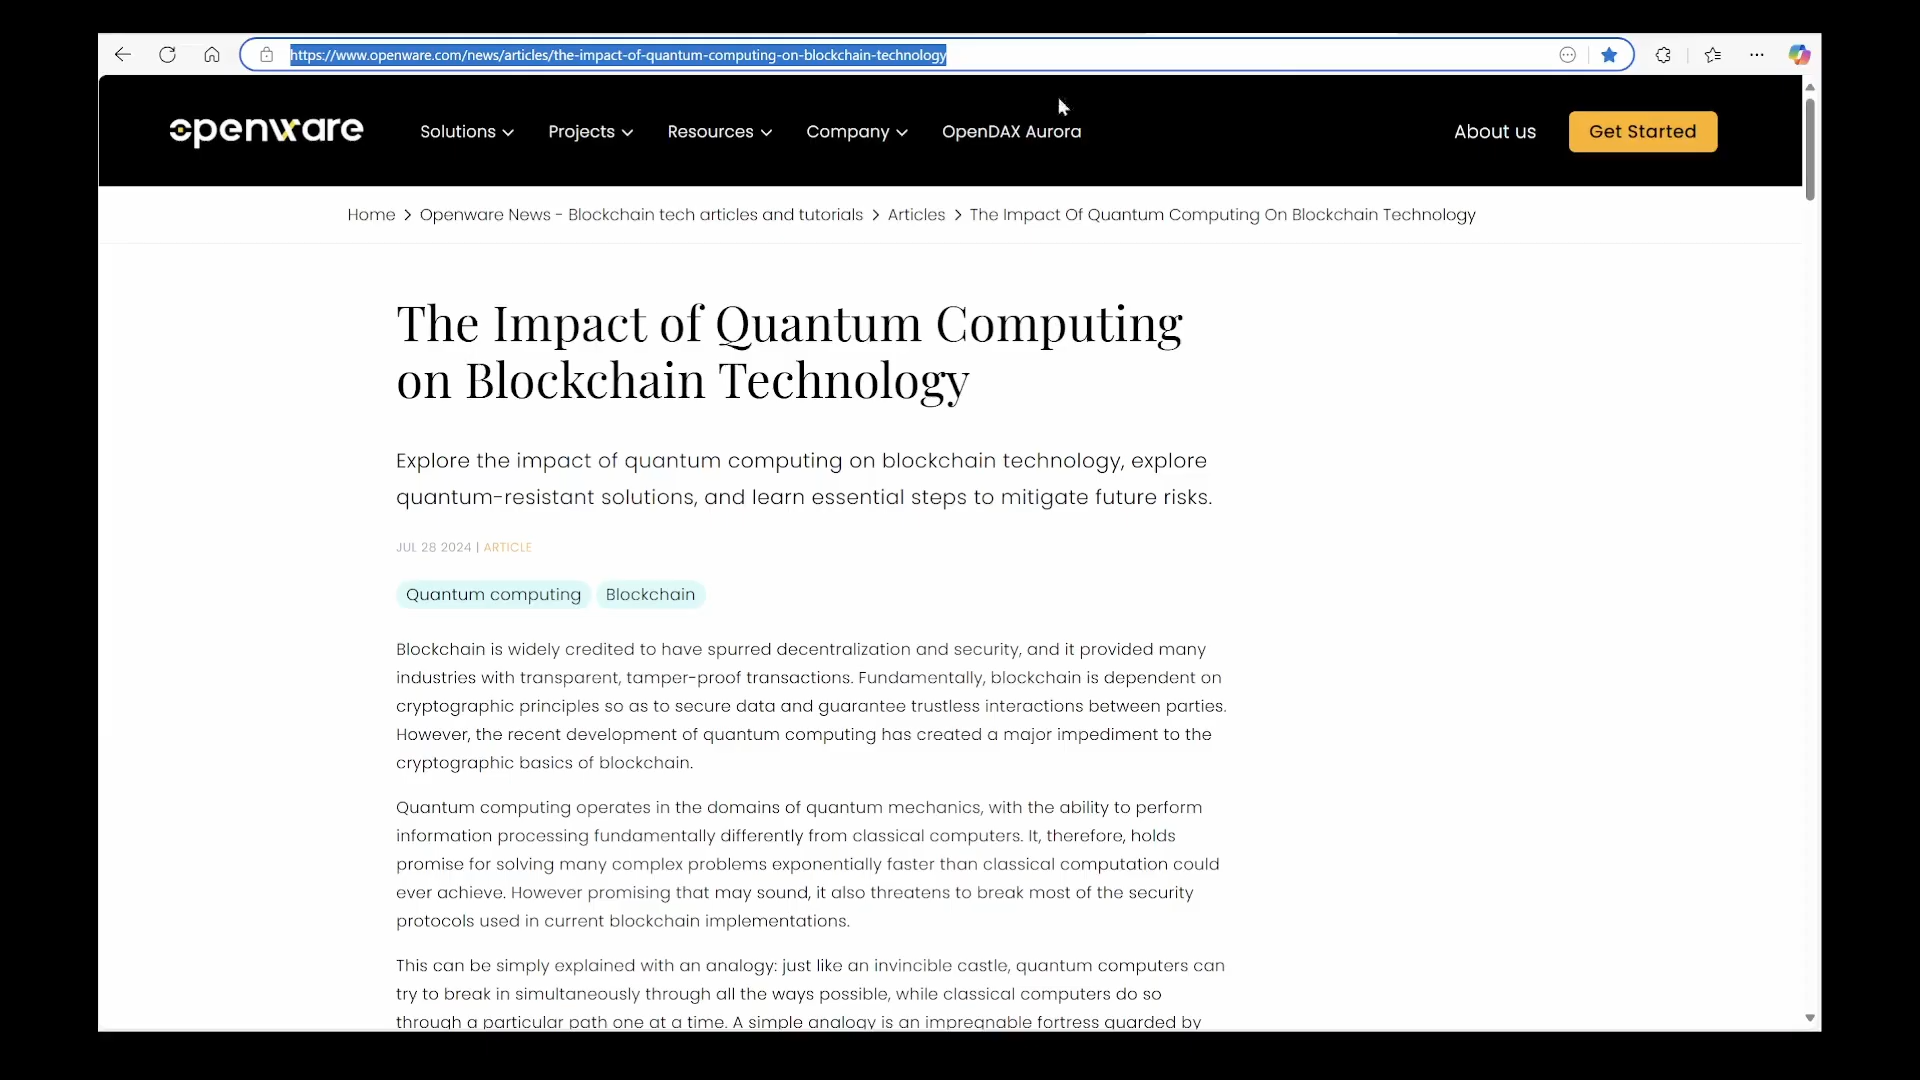 https://www.openware.com/news/articles/the-impact-of-quantum-computing-on-blockchain-technology
openware
Solutions
Projects
Resources
Company
OpenDAX Aurora
About us
Get Started
Home > Openware News - Blockchain tech articles and tutorials > Articles > The Impact Of Quantum Computing On Blockchain Technology
The Impact of Quantum Computing
on Blockchain Technology
Explore the impact of quantum computing on blockchain technology, explore
quantum-resistant solutions, and learn essential steps to mitigate future risks.
JUL 28 2024 | ARTICLE
Quantum computing
Blockchain
Blockchain is widely credited to have spurred decentralization and security, and it provided many
industries with transparent, tamper-proof transactions. Fundamentally, blockchain is dependent on
cryptographic principles so as to secure data and guarantee trustless interactions between parties.
However, the recent development of quantum computing has created a major impediment to the
cryptographic basics of blockchain.
Quantum computing operates in the domains of quantum mechanics, with the ability to perform
information processing fundamentally differently from classical computers. It, therefore, holds
promise for solving many complex problems exponentially faster than classical computation could
ever achieve. However promising that may sound, it also threatens to break most of the security
protocols used in current blockchain implementations.
This can be simply explained with an analogy: just like an invincible castle, quantum computers can
try to break in simultaneously through all the ways possible, while classical computers do so
through a particular path one at a time. A simple analogy is an impregnable fortress guarded by